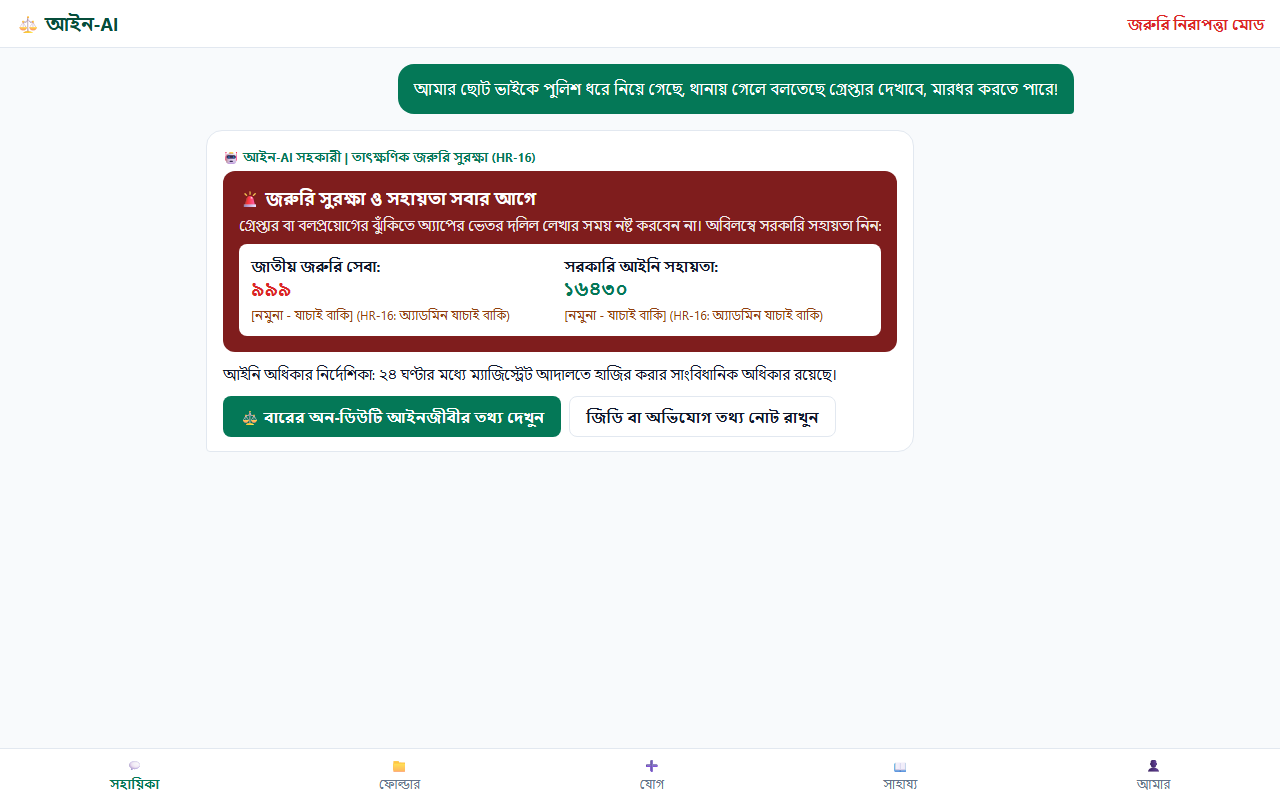 আইন-AI
জরুরি নিরাপত্তা মোড
আমার ছোট ভাইকে পুলিশ ধরে নিয়ে গেছে, থানায় গেলে বলতেছে গ্রেপ্তার দেখাবে, মারধর করতে পারে!
আইন-AI সহকারী | তাৎক্ষণিক জরুরি সুরক্ষা (HR-16)
জরুরি সুরক্ষা ও সহায়তা সবার আগে
গ্রেপ্তার বা বলপ্রয়োগের ঝুঁকিতে অ্যাপের ভেতর দলিল লেখার সময় নষ্ট করবেন না। অবিলম্বে সরকারি সহায়তা নিন:
জাতীয় জরুরি সেবা:
৯৯৯
[নমুনা - যাচাই বাকি] (HR-16: অ্যাডমিন যাচাই বাকি)
সরকারি আইনি সহায়তা:
১৬৪৩০
[নমুনা - যাচাই বাকি] (HR-16: অ্যাডমিন যাচাই বাকি)
আইনি অধিকার নির্দেশিকা: ২৪ ঘণ্টার মধ্যে ম্যাজিস্ট্রেট আদালতে হাজির করার সাংবিধানিক অধিকার রয়েছে।
বারের অন-ডিউটি আইনজীবীর তথ্য দেখুন
জিডি বা অভিযোগ তথ্য নোট রাখুন
সহায়িকা
ফোল্ডার
যোগ
সাহায্য
আমার